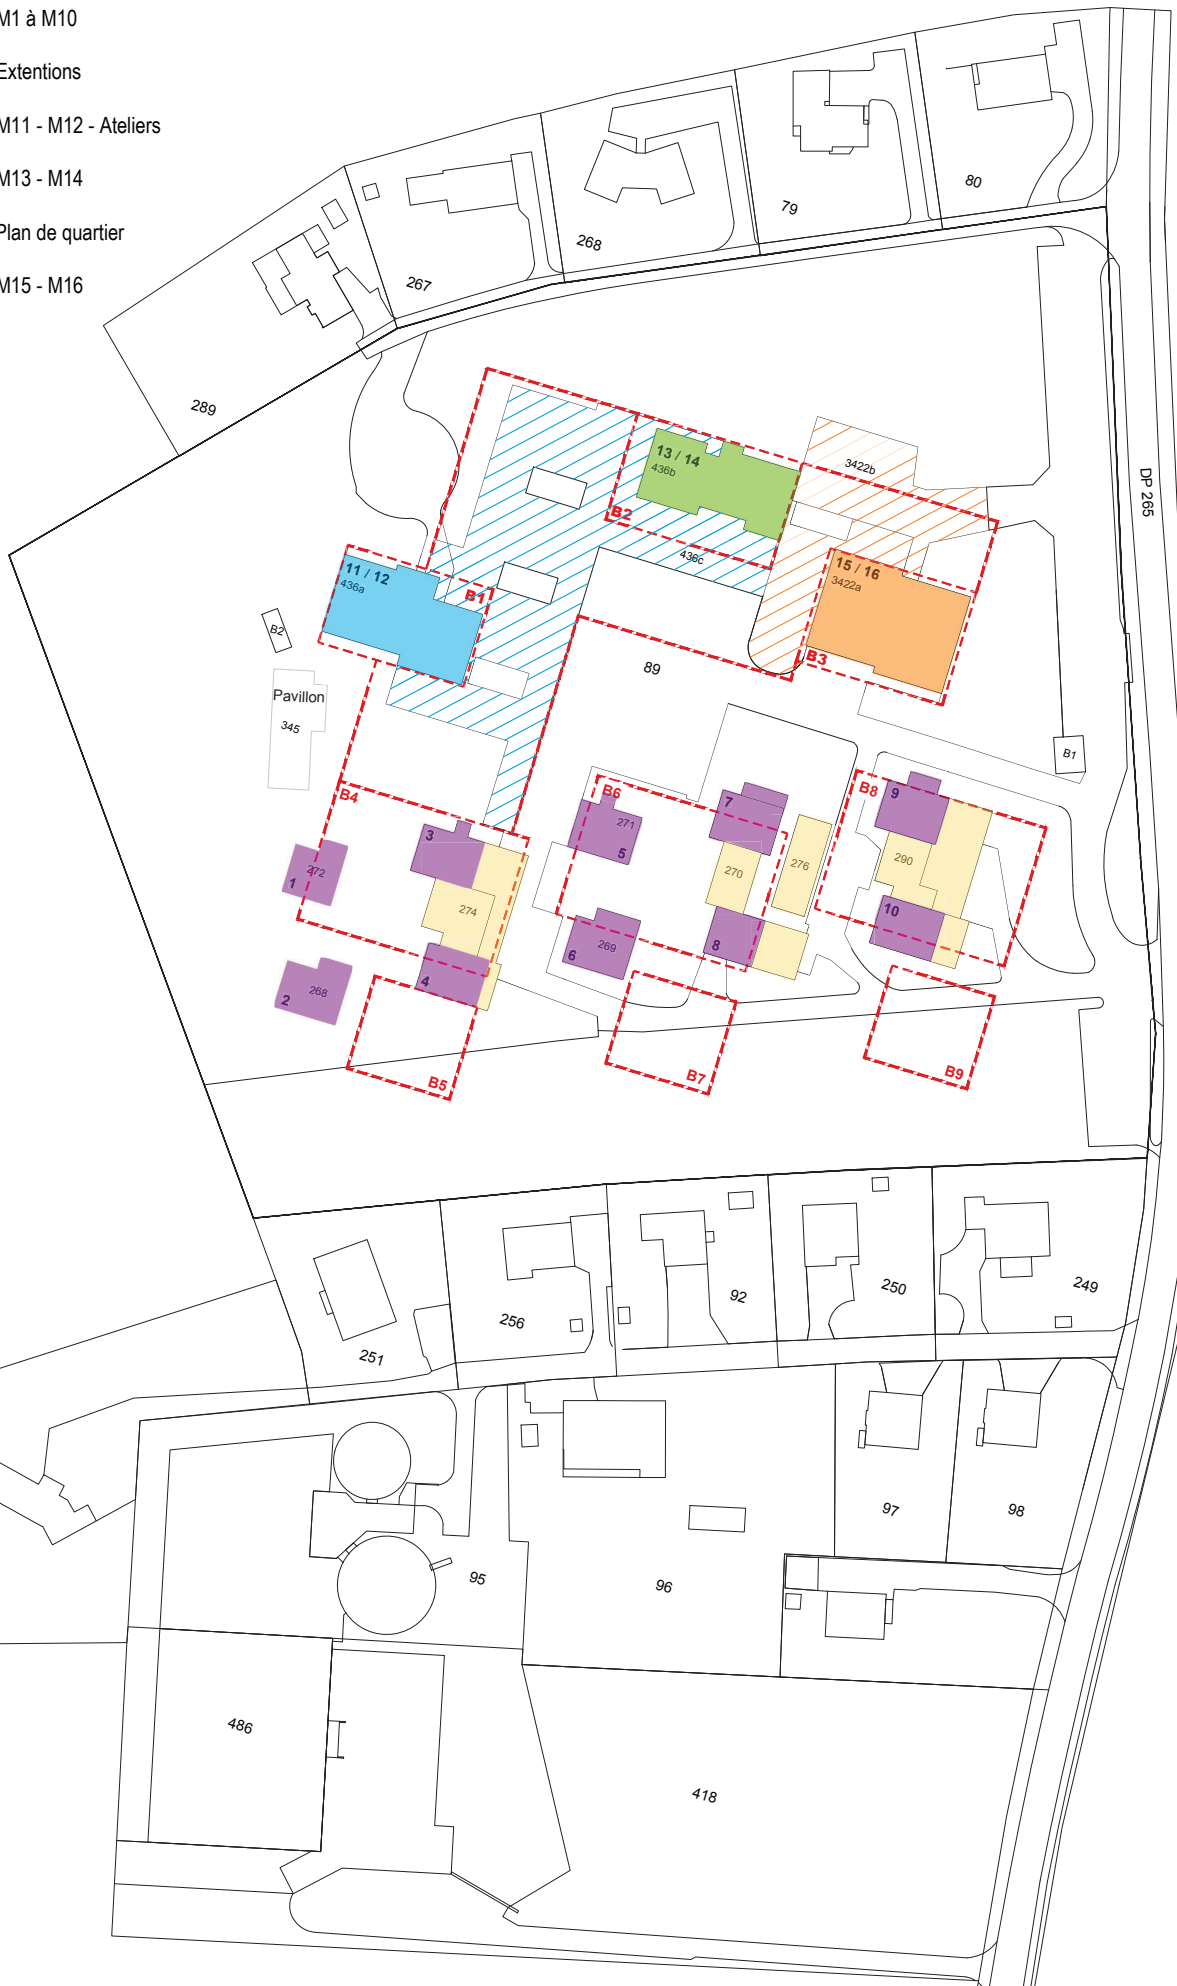 M1 à M10
Extentions
M11 - M12 - Ateliers
M13 - M14
Plan de quartier
M15 - M16
80
79
268
267
289
DP 265
13 / 14
436b
3422b
B2
436c
11 / 12
436a
B1
15 / 16
3422a
B3
B2
89
Pavillon
345
B1
B4
B6
7
B8
9
3
271
5
276
290
272
1
270
274
10
8
6
269
4
2
268
B5
B7
B9
251
256
92
250
249
95
96
97
98
486
418